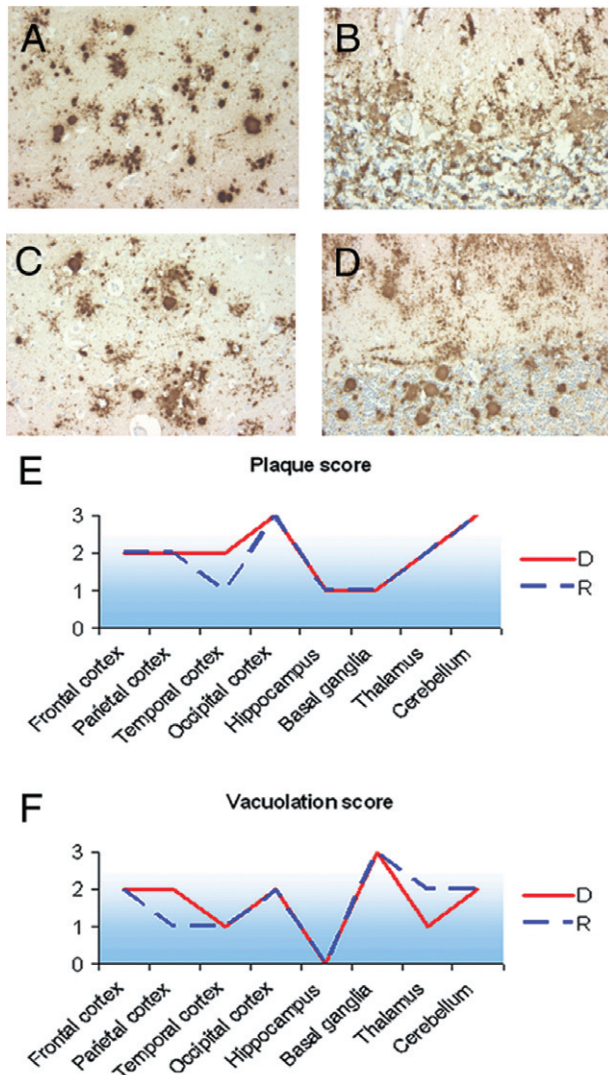 A
B
C
D
E
Plaque score
3
2
1
0
D
R
Frontal cortex
Parietal cortex
Temporal cortex
Occipital cortex
Hippocampus
Basal ganglia
Thalamus
Cerebellum
F
Vacuolation score
3
2
1
0
D
R
Frontal cortex
Parietal cortex
Temporal cortex
Occipital cortex
Hippocampus
Basal ganglia
Thalamus
Cerebellum